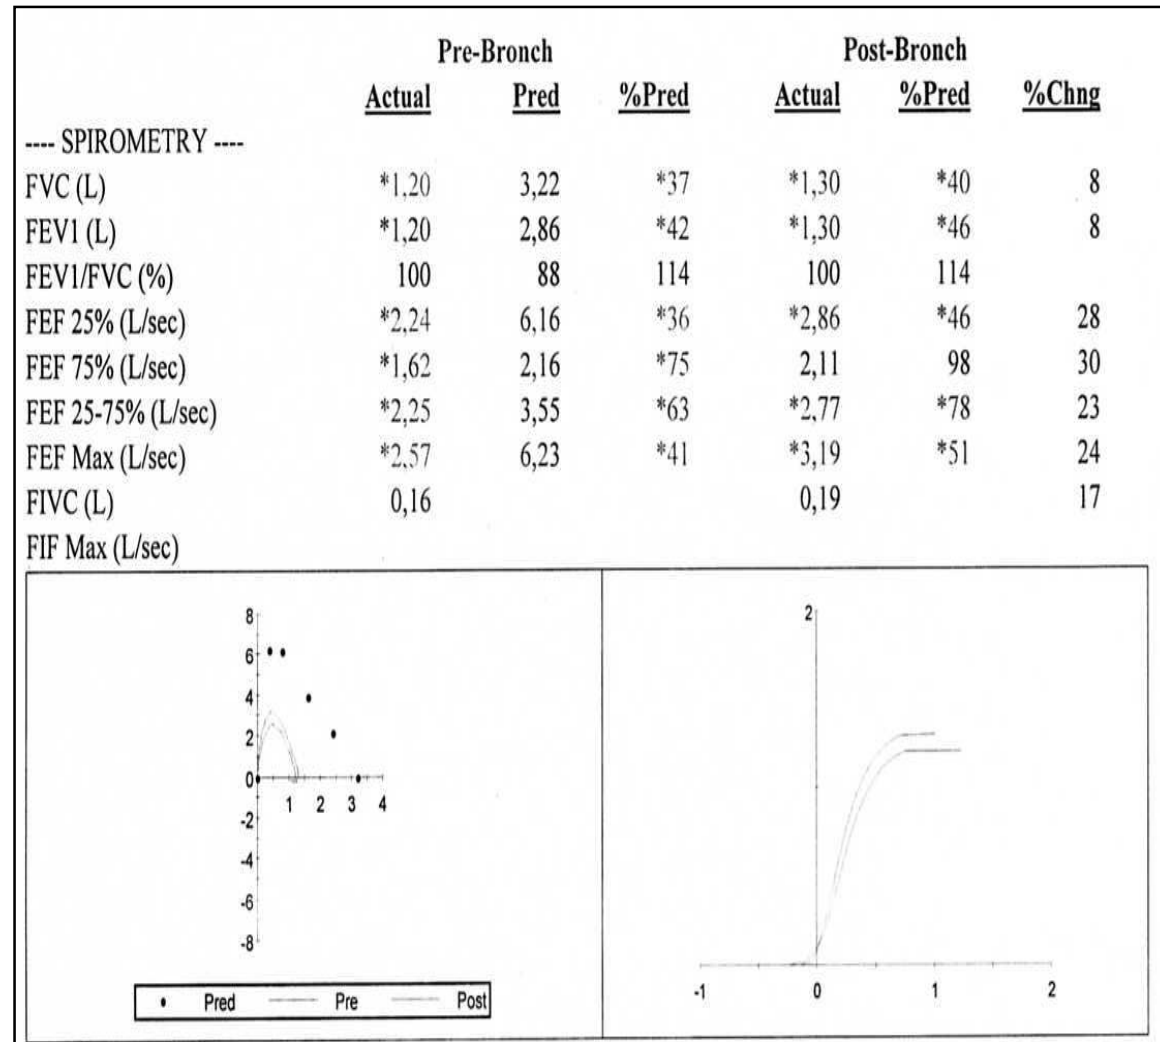 Pre-Bronch Post-Bronch
Actual Pred %Pred Actual %Pred %Chng
---- SPIROMETRY ----
FVC (L) *1,20 3,22 *37 *1,30 *40 8
FEV1 (L) *1,20 2,86 *42 *1,30 *46 8
FEV1/FVC (%) 100 88 114 100 114
FEF 25% (L/sec) *2,24 6,16 *36 *2,86 *46 28
FEF 75% (L/sec) *1,62 2,16 *75 2,11 98 30
FEF 25-75% (L/sec) *2,25 3,55 *63 *2,77 *78 23
FEF Max (L/sec) *2,57 6,23 *41 *3,19 *51 24
FIVC (L) 0,16 0,19 17
FIF Max (L/sec)
8
6
4
2
0
1 2 3 4
-2
-4
-6
-8
Pred Pre Post
2
-1 0 1 2